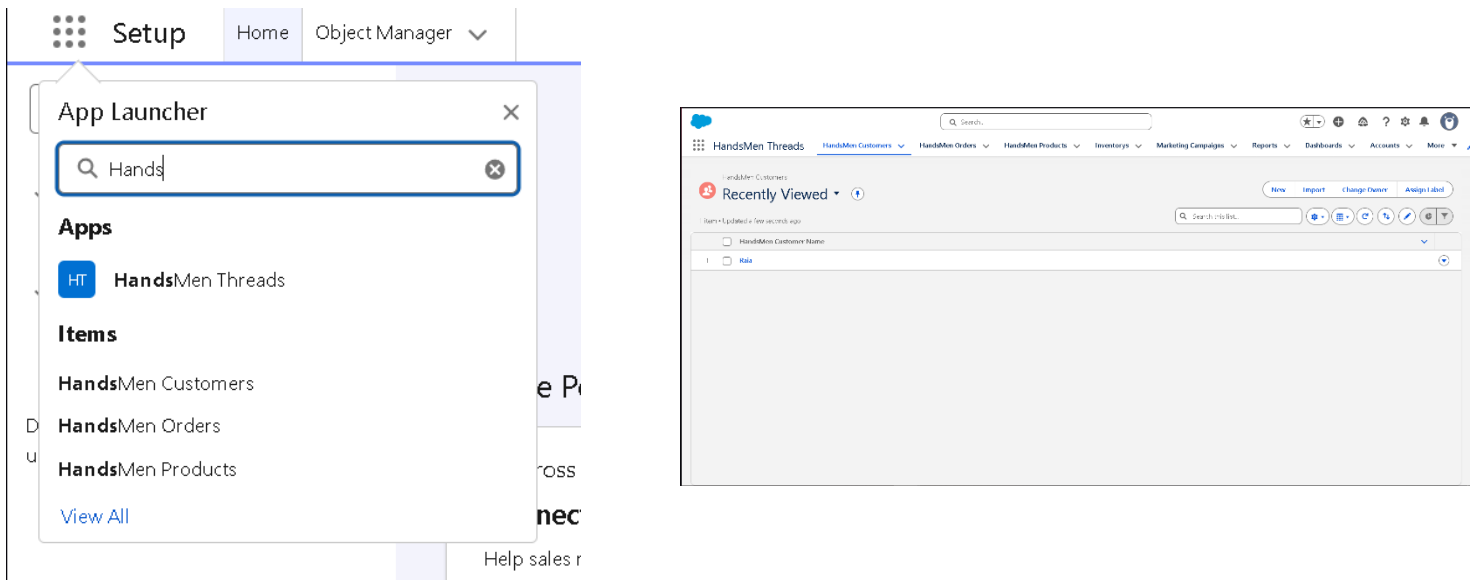 Setup
Home
Object Manager
App Launcher
Hands
Apps
HT
HandsMen Threads
Items
HandsMen Customers
HandsMen Orders
HandsMen Products
View All
D
u
e P
ross
nec
Help sales r
Search...
HandsMen Threads
HandsMen Customers
HandsMen Orders
HandsMen Products
Inventorys
Marketing Campaigns
Reports
Dashboards
Accounts
More
HandsMen Customers
Recently Viewed
New
Import
Change Owner
Assign Label
1 item • Updated a few seconds ago
Search this list...
HandsMen Customer Name
1